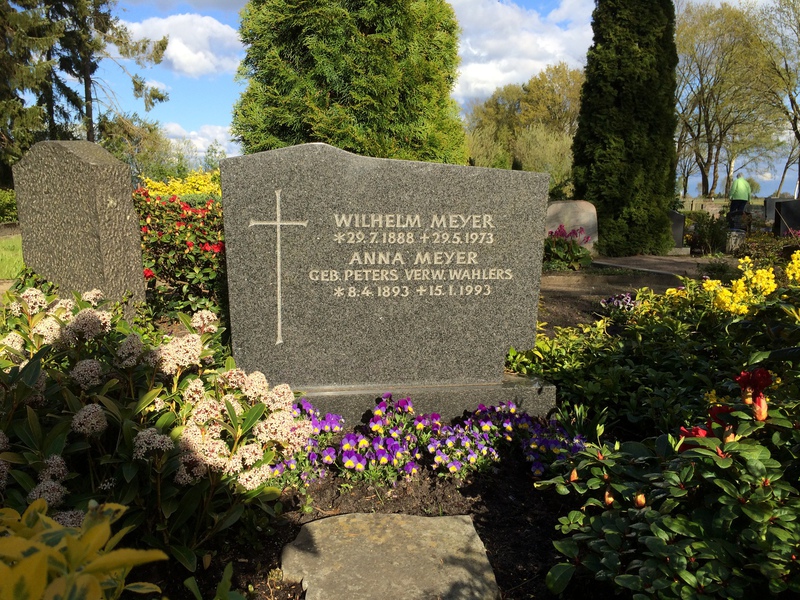 WILHELM MEYER
*29.7.1888 +29.5.1973
ANNA MEYER
GEB. PETERS VERW. WAHLERS
*8.4.1893 +15.1.1993